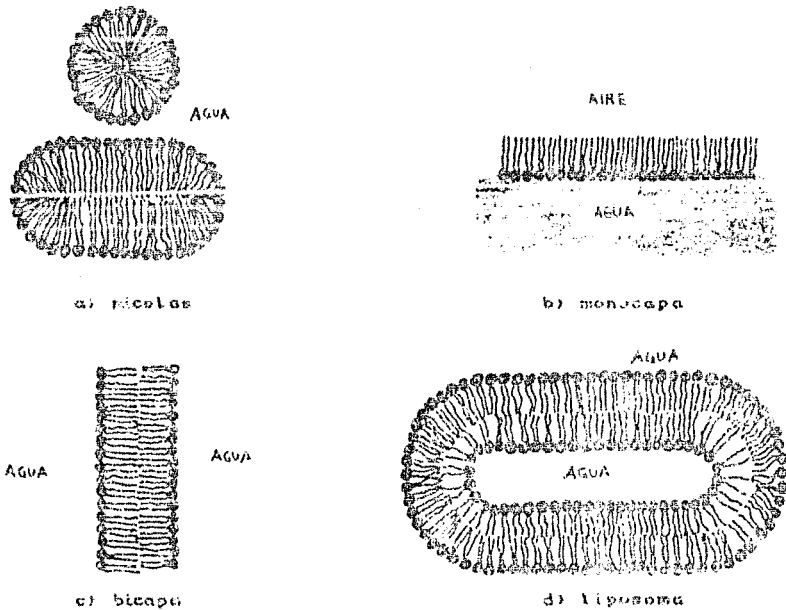 AGUA
AIRE
AGUA
a) micelas
b) monocapa
AGUA
AGUA
AGUA
AGUA
c) bicapa
d) liposoma